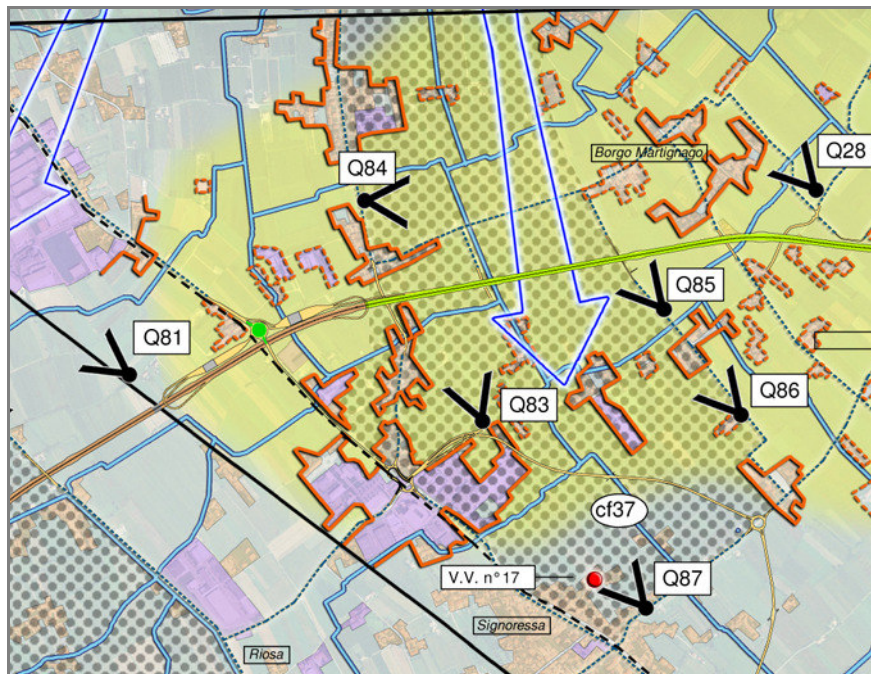 Borgo Martignago
Q84
Q28
Q85
Q81
Q83
Q86
cf37
V.V. n°17
Q87
Signoressa
Riosa